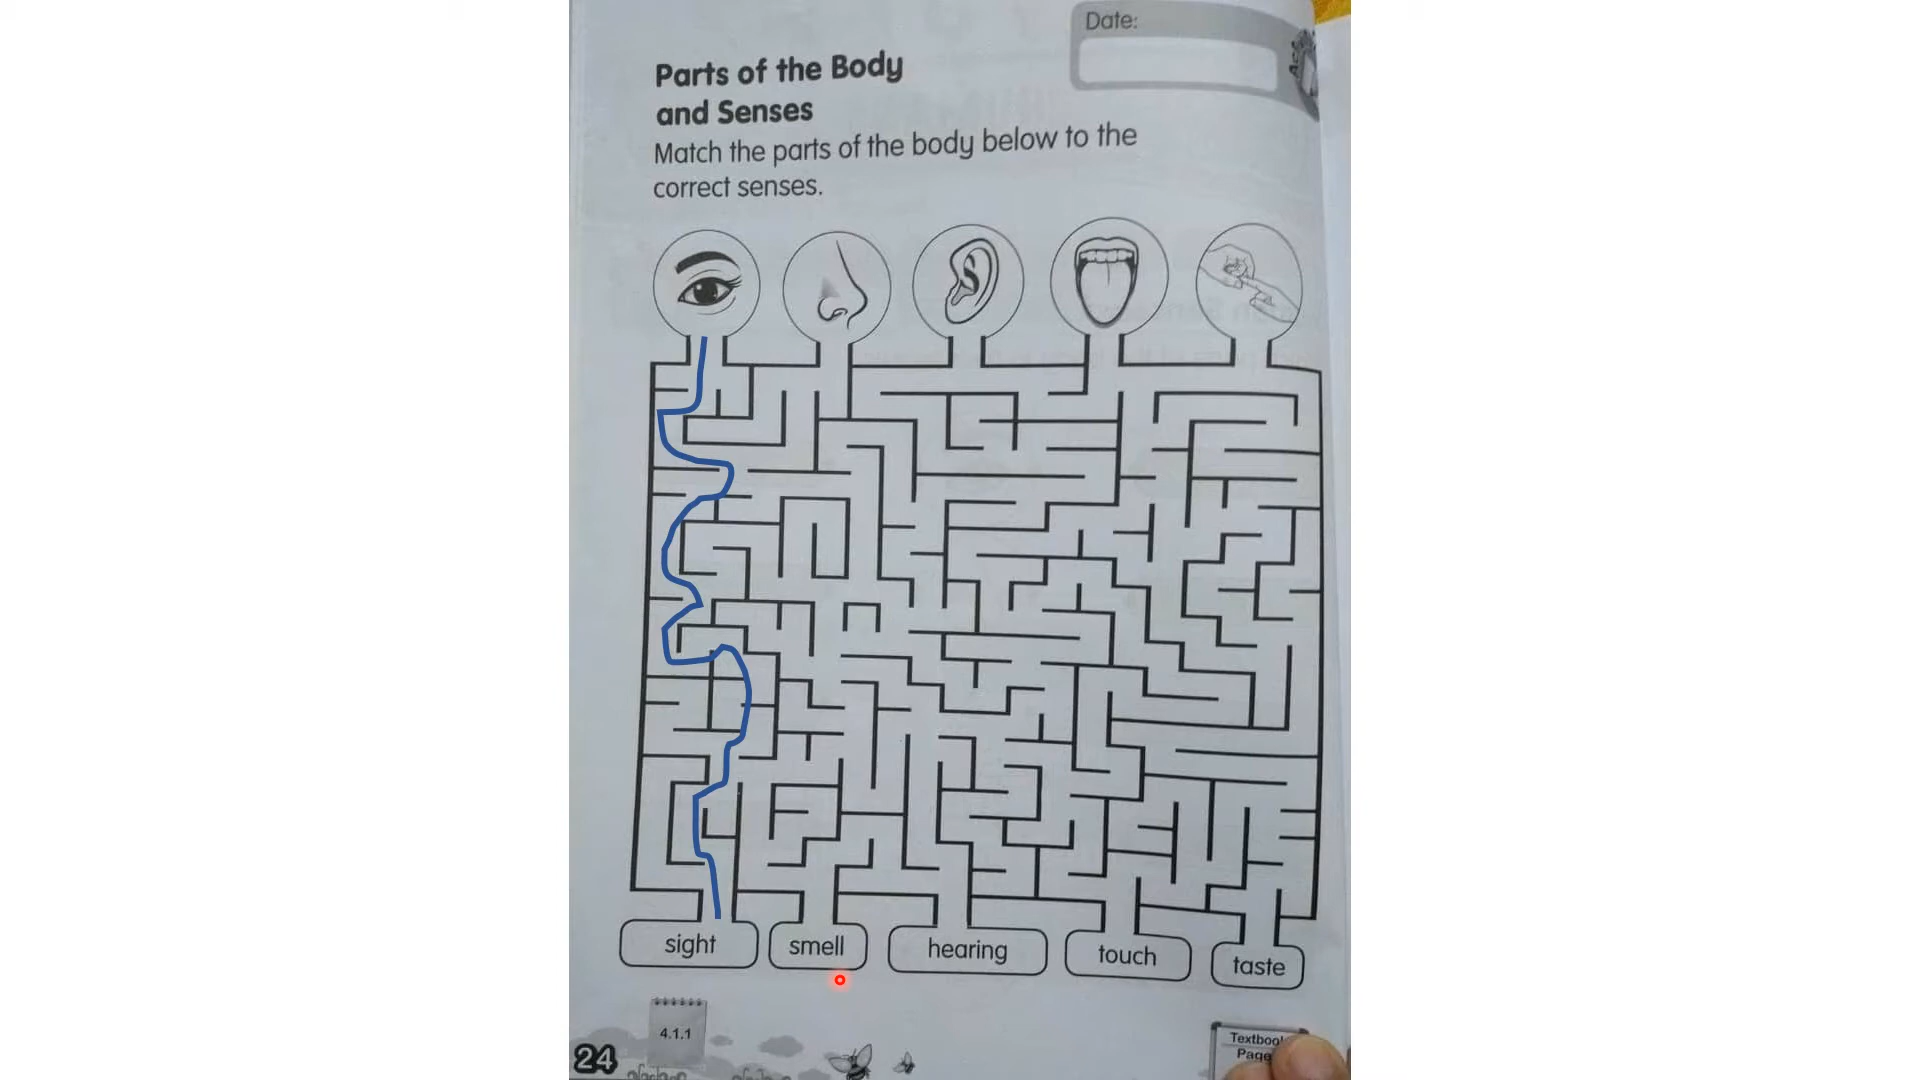 Date:
Parts of the Body
and Senses
Match the parts of the body below to the
correct senses.
sight
smell
hearing
touch
taste
4.1.1
24
Page